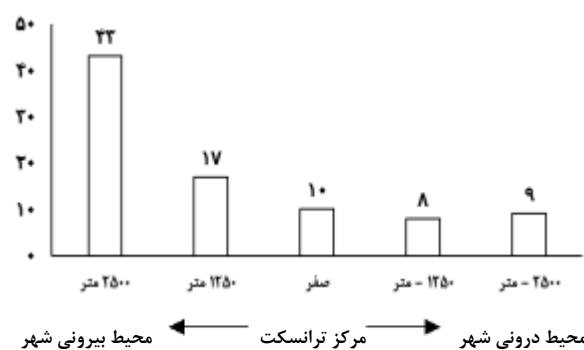 ۵۰
۴۰
۳۰
۲۰
۱۰
۰
۴۳
۱۷
۱۰
۸
۹
۲۵۰۰ متر
۱۲۵۰ متر
صفر
۱۲۵۰ – متر
۲۵۰۰ – متر
محیط درونی شهر
مرکز ترانسکت
محیط بیرونی شهر